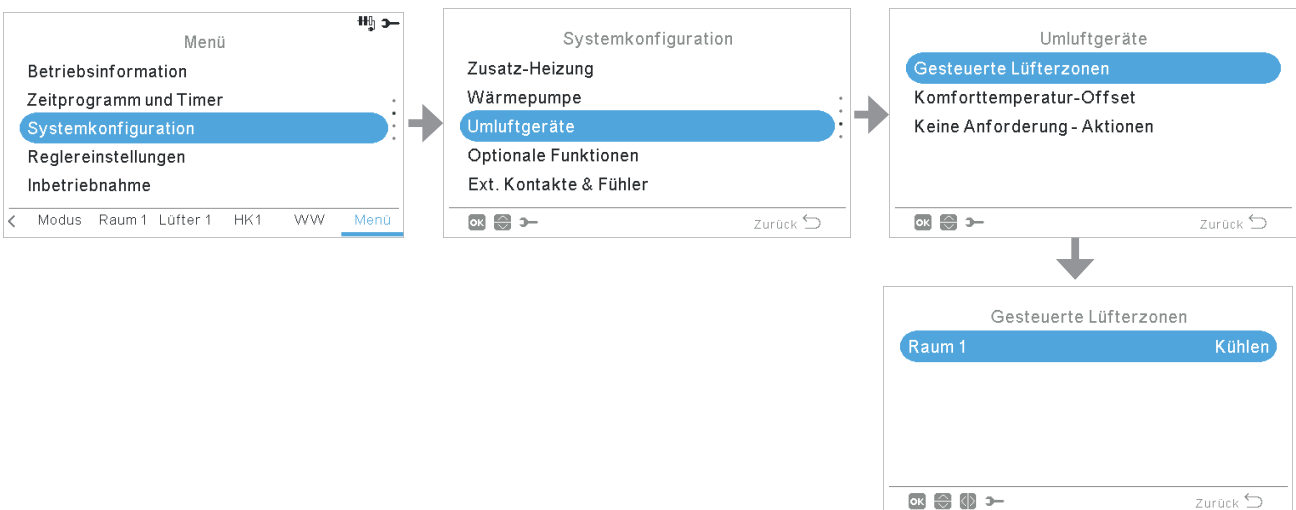 Menü
Betriebsinformation
Zeitprogramm und Timer
Systemkonfiguration
Reglereinstellungen
Inbetriebnahme
< Modus Raum 1 Lüfter 1 HK1 WW Menü
Systemkonfiguration
Zusatz-Heizung
Wärmepumpe
Umluftgeräte
Optionale Funktionen
Ext. Kontakte & Fühler
OK Zurück
Umluftgeräte
Gesteuerte Lüfterzonen
Komforttemperatur-Offset
Keine Anforderung - Aktionen
OK Zurück
Gesteuerte Lüfterzonen
Raum 1 Kühlen
OK Zurück